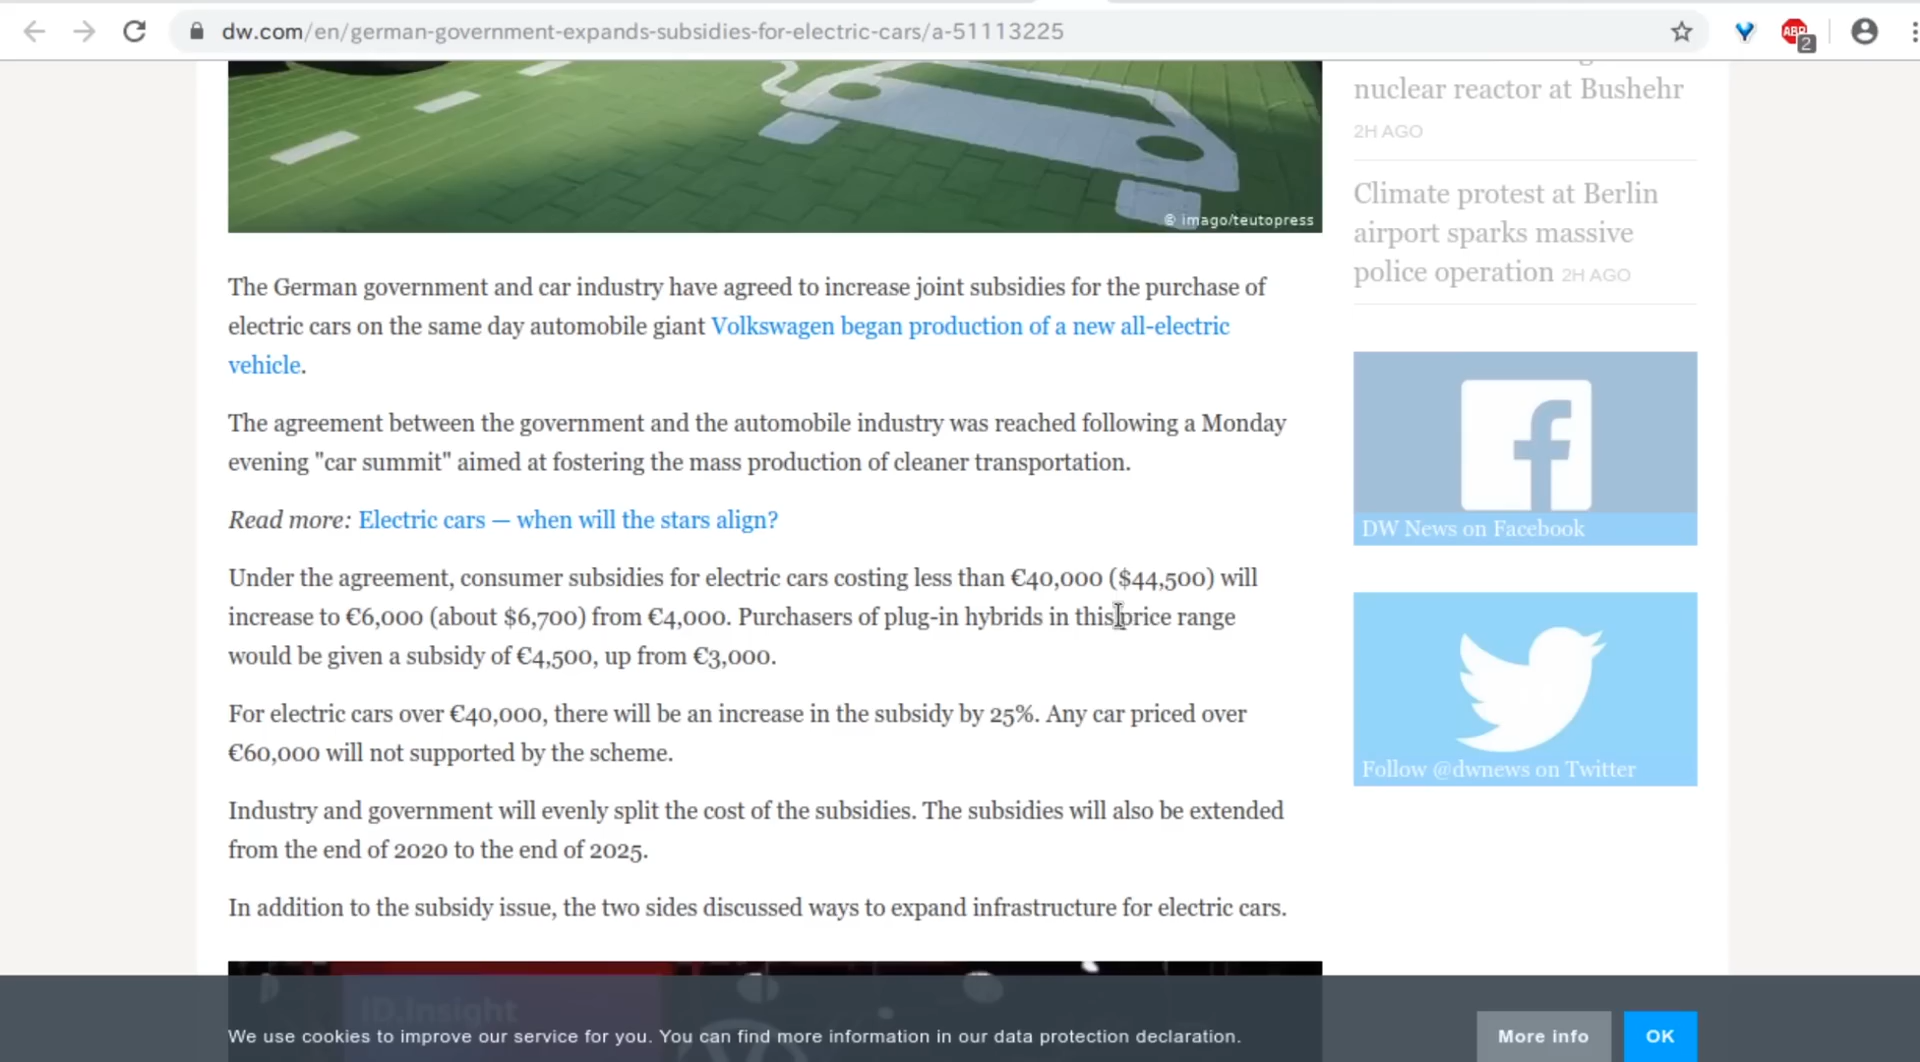 dw.com/en/german-government-expands-subsidies-for-electric-cars/a-51113225
ABP
2
© imago/teutopress
The German government and car industry have agreed to increase joint subsidies for the purchase of
electric cars on the same day automobile giant Volkswagen began production of a new all-electric
vehicle.
The agreement between the government and the automobile industry was reached following a Monday
evening "car summit" aimed at fostering the mass production of cleaner transportation.
Read more: Electric cars — when will the stars align?
Under the agreement, consumer subsidies for electric cars costing less than €40,000 ($44,500) will
increase to €6,000 (about $6,700) from €4,000. Purchasers of plug-in hybrids in this price range
would be given a subsidy of €4,500, up from €3,000.
For electric cars over €40,000, there will be an increase in the subsidy by 25%. Any car priced over
€60,000 will not supported by the scheme.
Industry and government will evenly split the cost of the subsidies. The subsidies will also be extended
from the end of 2020 to the end of 2025.
In addition to the subsidy issue, the two sides discussed ways to expand infrastructure for electric cars.
nuclear reactor at Bushehr
2H AGO
Climate protest at Berlin
airport sparks massive
police operation 2H AGO
DW News on Facebook
Follow @dwnews on Twitter
ID.Insight
We use cookies to improve our service for you. You can find more information in our data protection declaration.
More info
OK